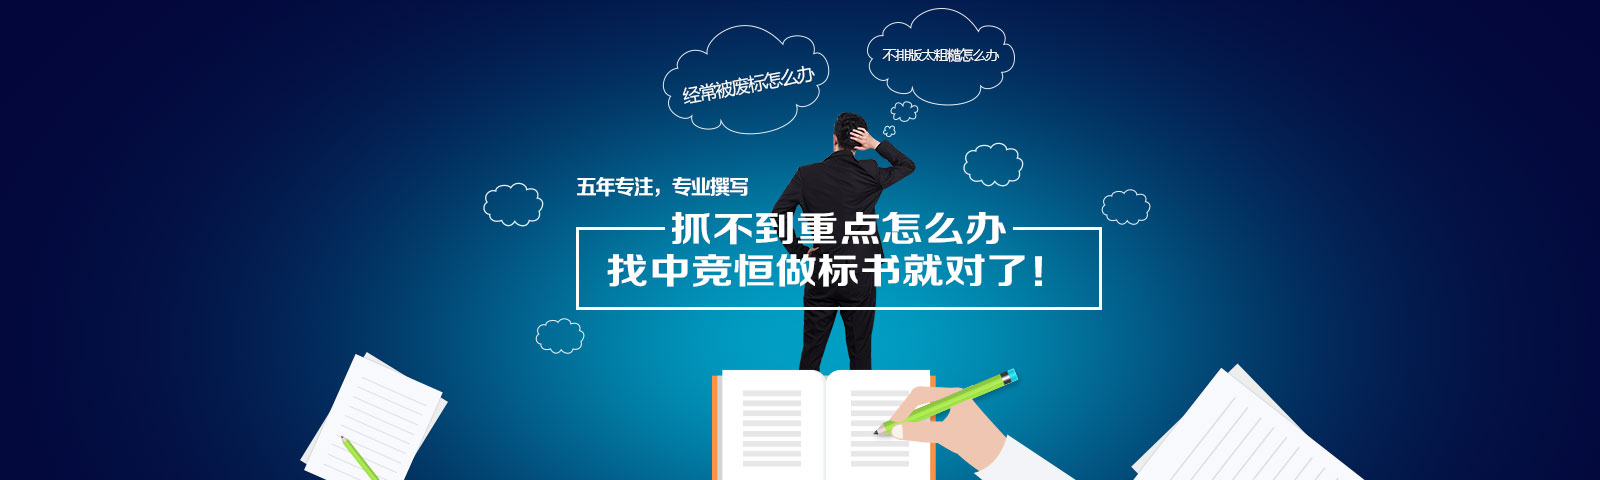 不排版太粗糙怎么办
经常被废标怎么办
五年专注，专业撰写
抓不到重点怎么办
找中竞恒做标书就对了！